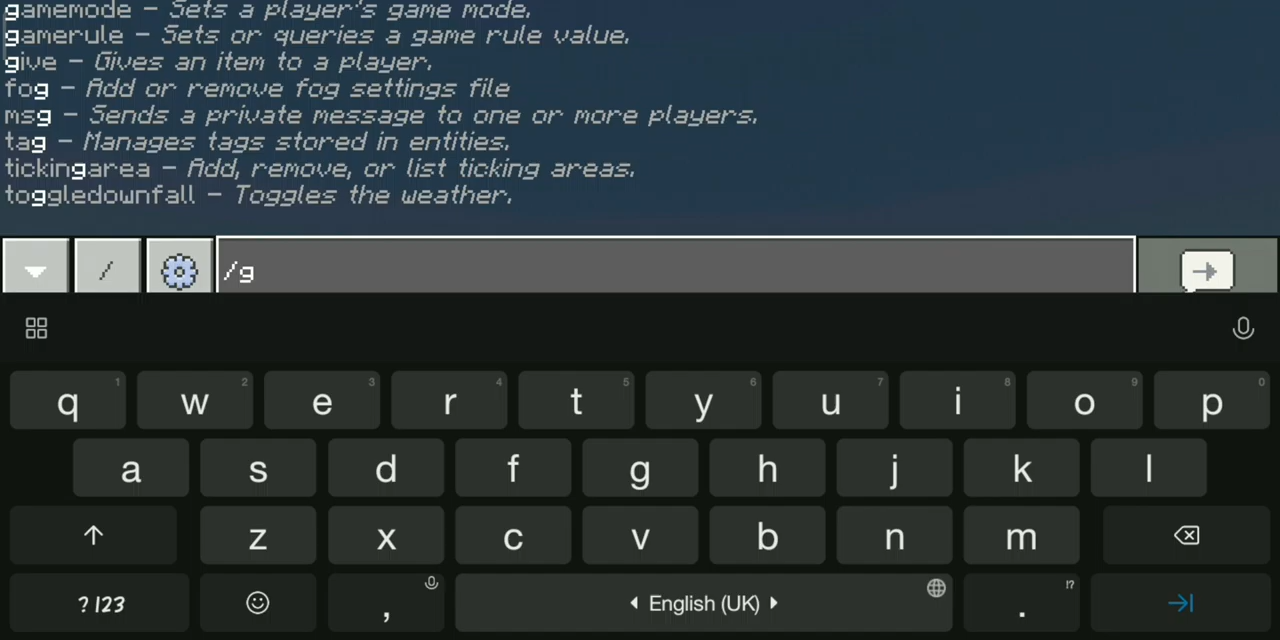 gamemode – Sets a player's game mode.
gamerule – Sets or queries a game rule value.
give – Gives an item to a player.
fog – Add or remove fog settings file
msg – Sends a private message to one or more players.
tag – Manages tags stored in entities.
tickingarea – Add, remove, or list ticking areas.
toggledownfall – Toggles the weather.
/ /g
q 1 w 2 e 3 r 4 t 5 y 6 u 7 i 8 o 9 p 0
a s d f g h j k l
z x c v b n m
?123 , English (UK) . !?